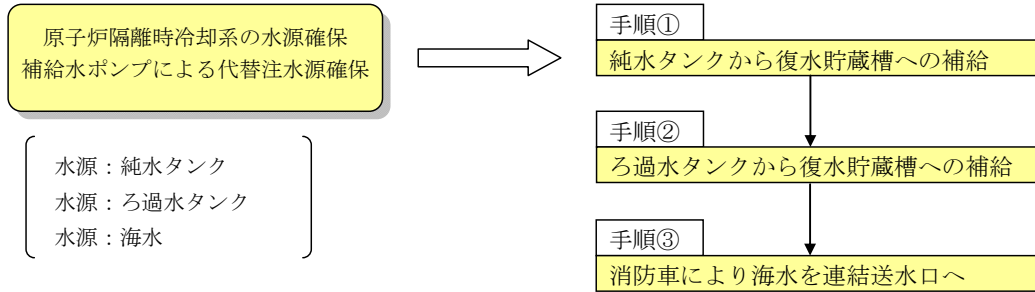 原子炉隔離時冷却系の水源確保
補給水ポンプによる代替注水源確保
水源：純水タンク
水源：ろ過水タンク
水源：海水
手順①
純水タンクから復水貯蔵槽への補給
手順②
ろ過水タンクから復水貯蔵槽への補給
手順③
消防車により海水を連結送水口へ